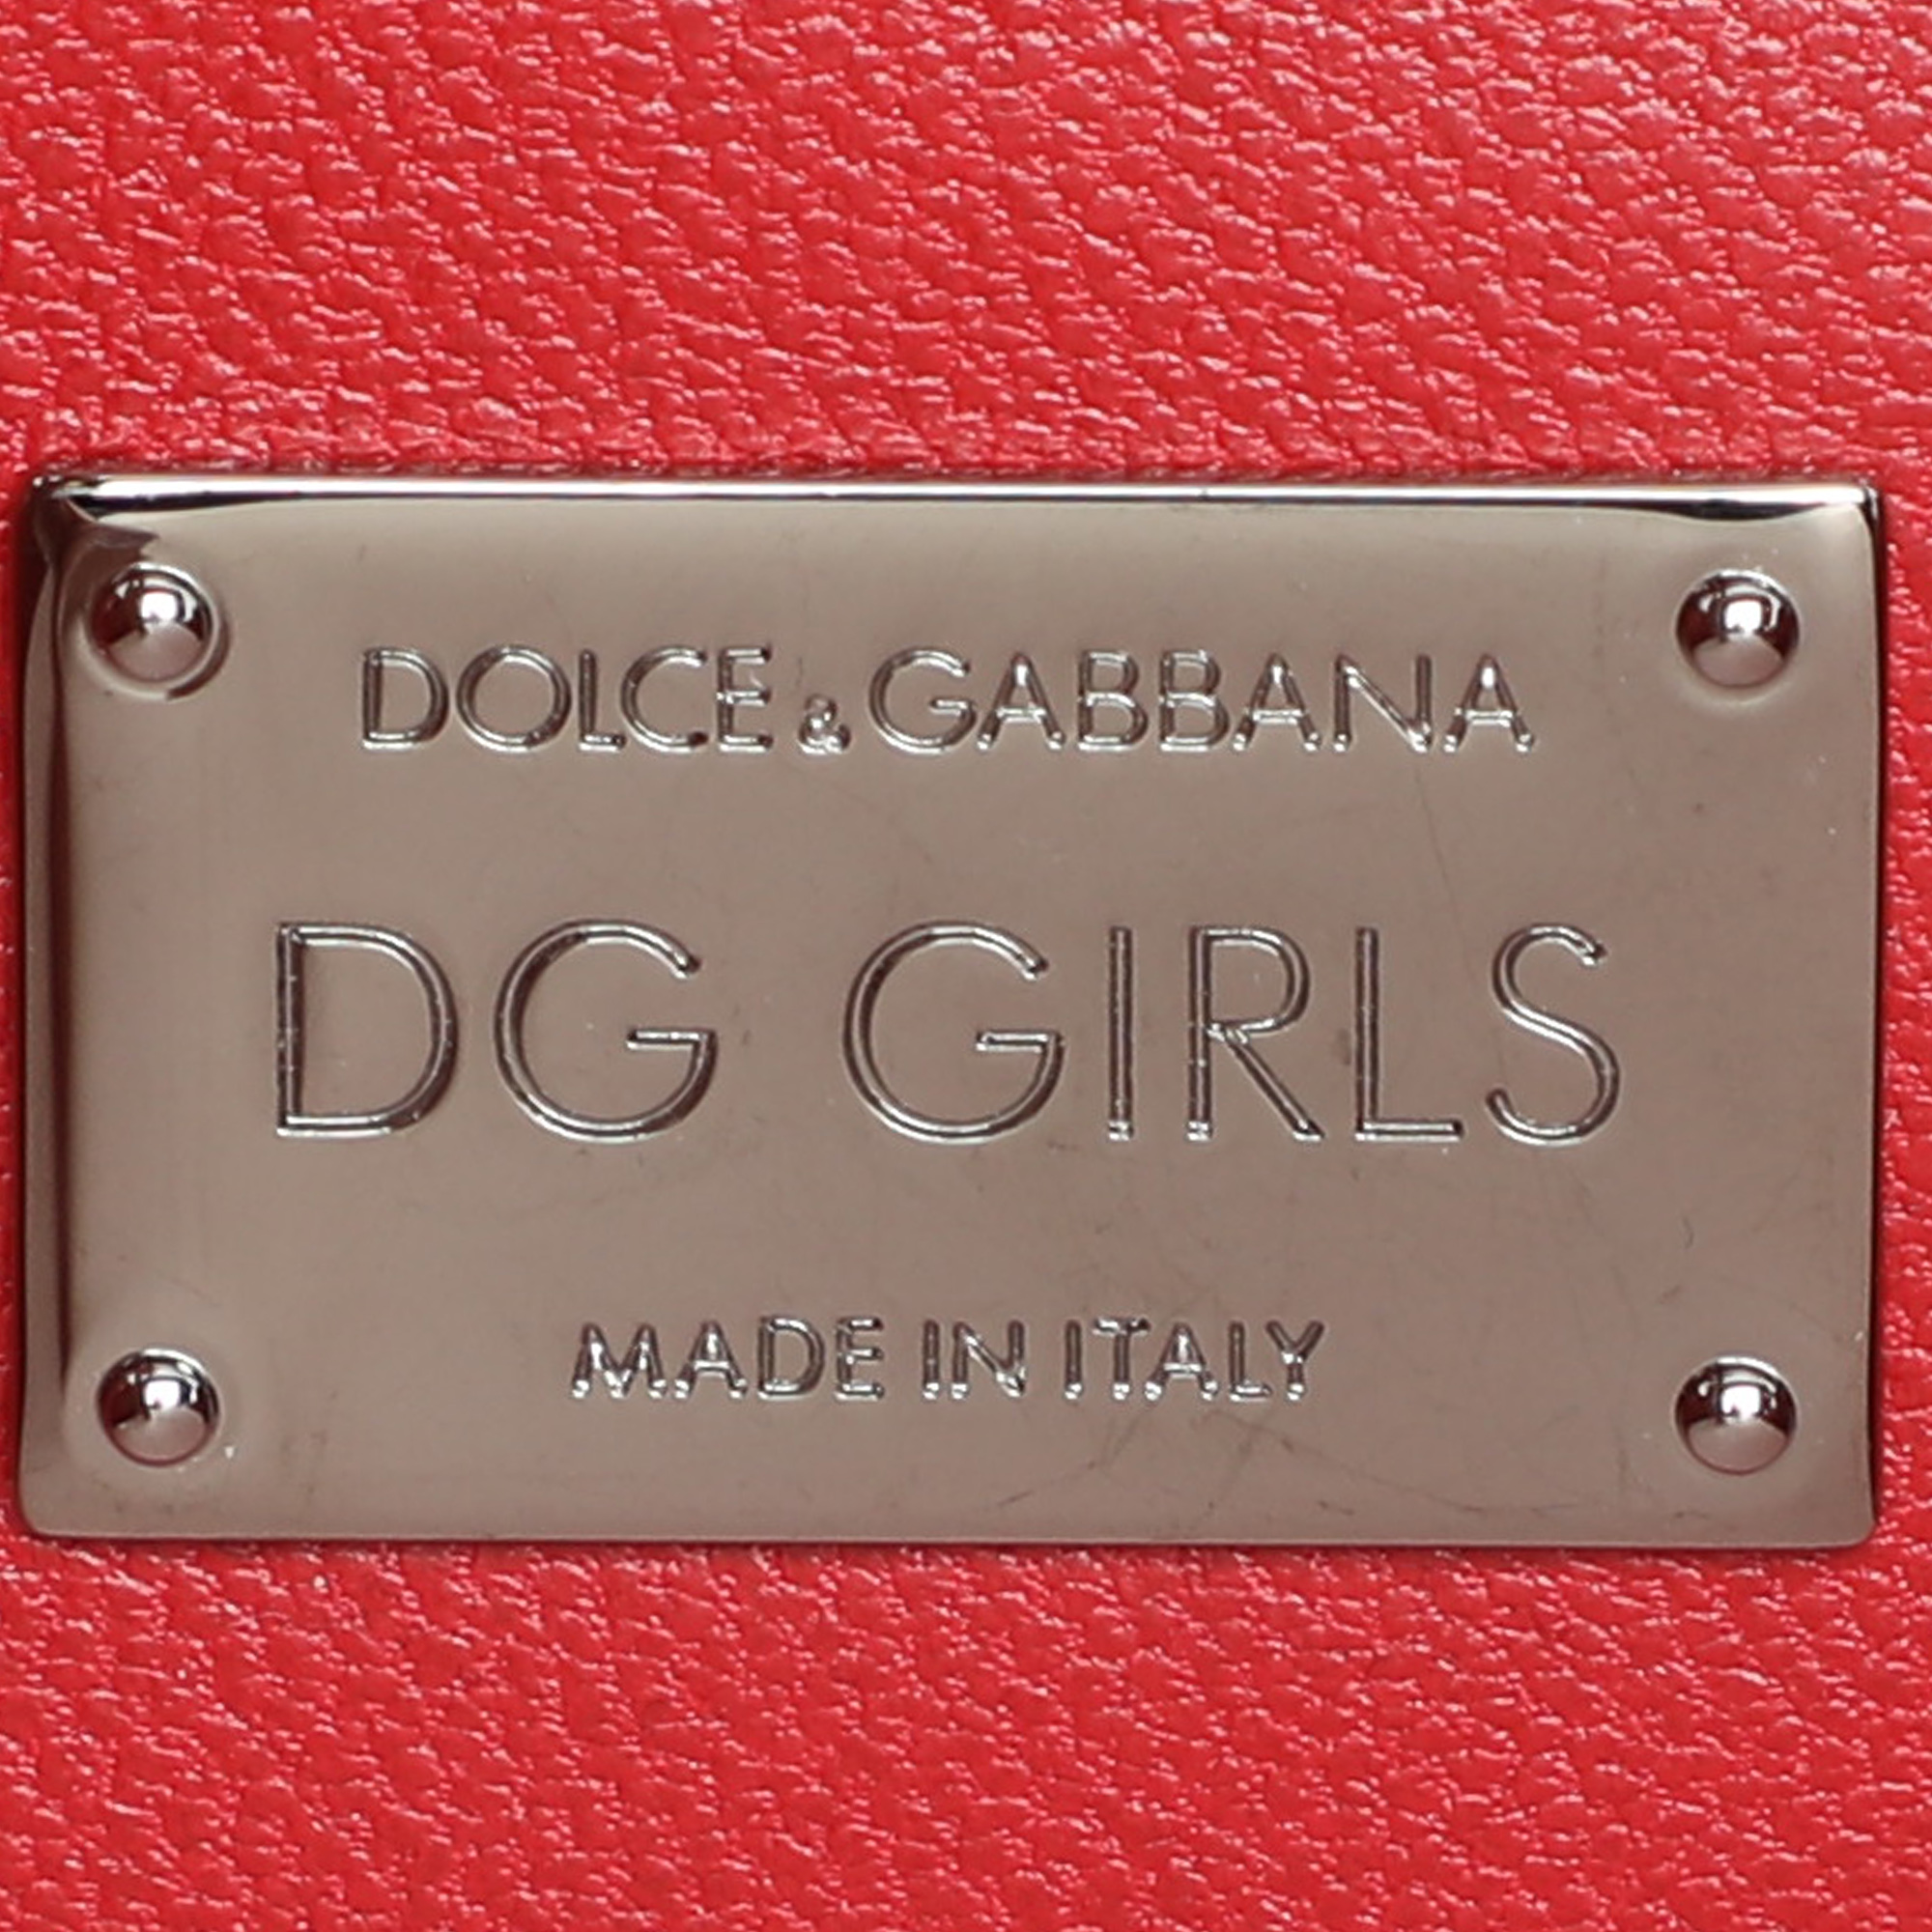 DOLCE & GABBANA
DG GIRLS
MADE IN ITALY